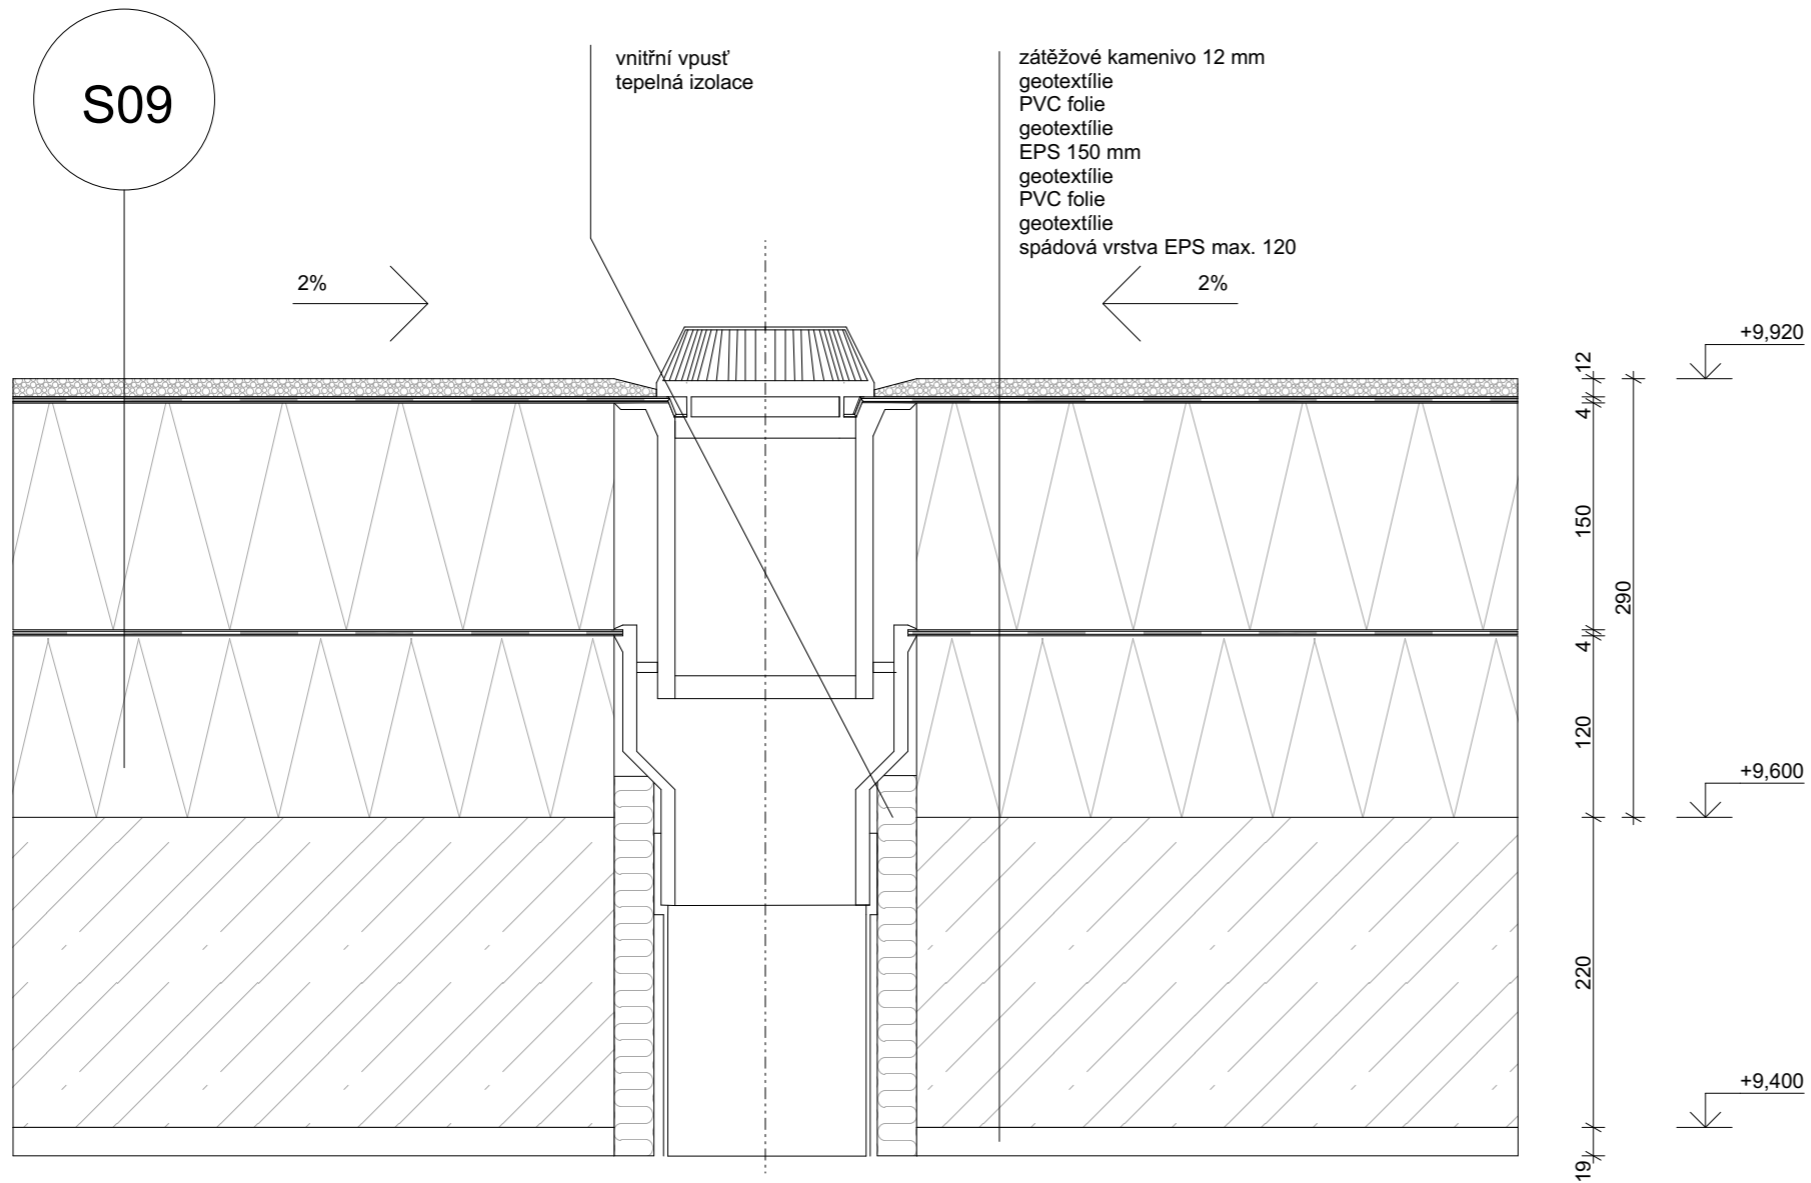 S09
vnitřní vpusť
tepelná izolace
zátěžové kamenivo 12 mm
geotextílie
PVC folie
geotextílie
EPS 150 mm
geotextílie
PVC folie
geotextílie
spádová vrstva EPS max. 120
2%
2%
+9,920
12
4
150
290
4
120
+9,600
220
+9,400
19